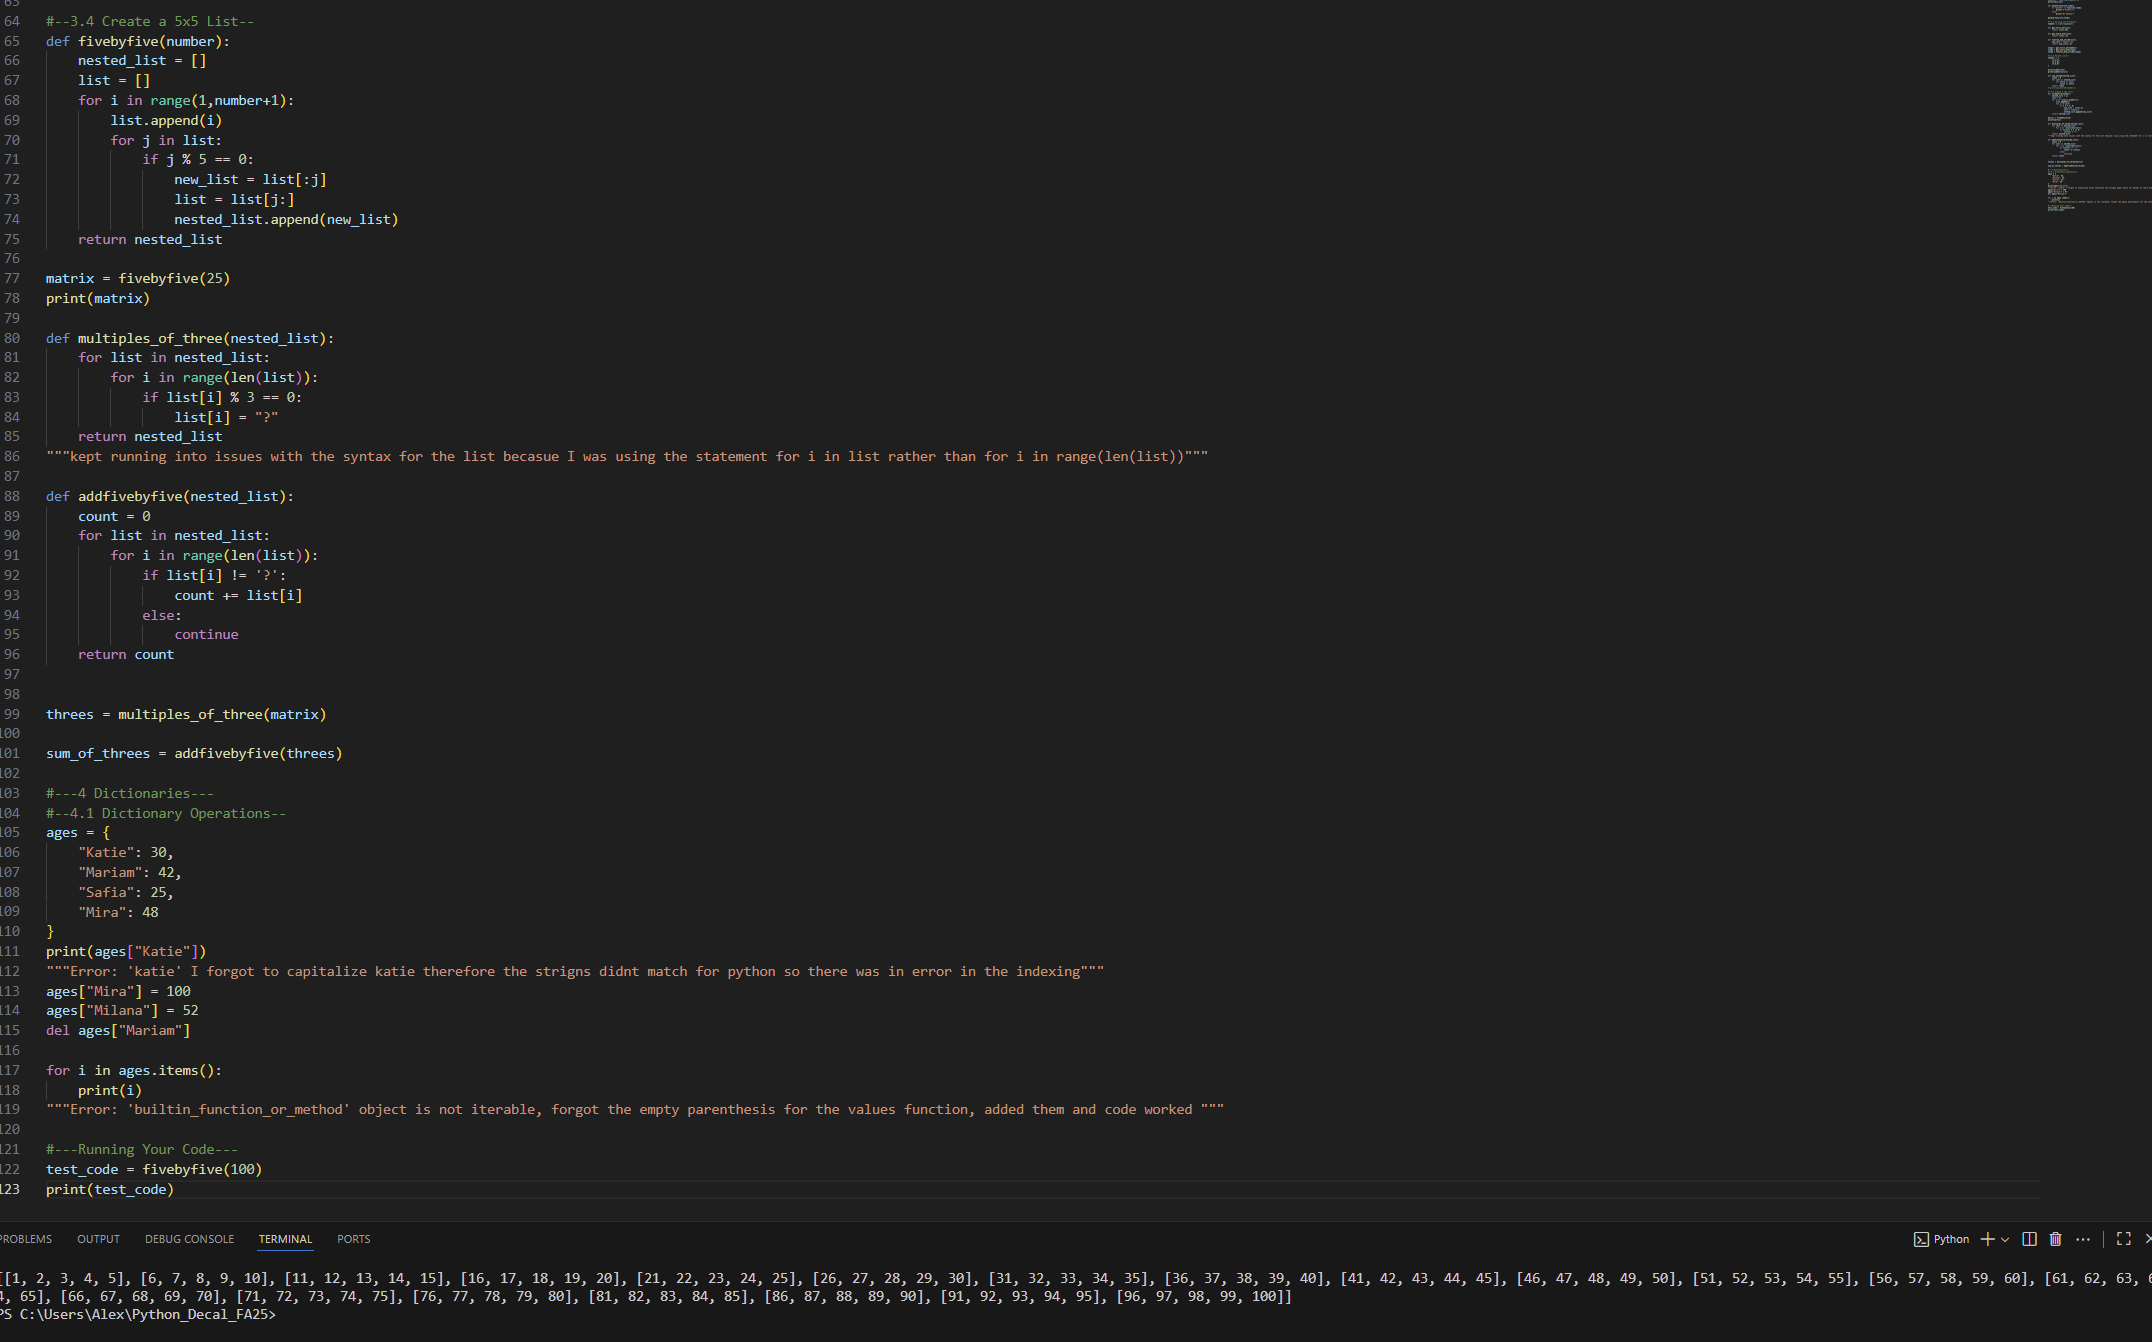 63
64 #--3.4 Create a 5x5 List--
65 def fivebyfive(number):
66 nested_list = []
67 list = []
68 for i in range(1,number+1):
69 list.append(i)
70 for j in list:
71 if j % 5 == 0:
72 new_list = list[:j]
73 list = list[j:]
74 nested_list.append(new_list)
75 return nested_list
76
77 matrix = fivebyfive(25)
78 print(matrix)
79
80 def multiples_of_three(nested_list):
81 for list in nested_list:
82 for i in range(len(list)):
83 if list[i] % 3 == 0:
84 list[i] = "?"
85 return nested_list
86 """kept running into issues with the syntax for the list becasue I was using the statement for i in list rather than for i in range(len(list))"""
87
88 def addfivebyfive(nested_list):
89 count = 0
90 for list in nested_list:
91 for i in range(len(list)):
92 if list[i] != '?':
93 count += list[i]
94 else:
95 continue
96 return count
97
98
99 threes = multiples_of_three(matrix)
100
101 sum_of_threes = addfivebyfive(threes)
102
103 #---4 Dictionaries---
104 #--4.1 Dictionary Operations--
105 ages = {
106 "Katie": 30,
107 "Mariam": 42,
108 "Safia": 25,
109 "Mira": 48
110 }
111 print(ages["Katie"])
112 """Error: 'katie' I forgot to capitalize katie therefore the strigns didnt match for python so there was in error in the indexing"""
113 ages["Mira"] = 100
114 ages["Milana"] = 52
115 del ages["Mariam"]
116
117 for i in ages.items():
118 print(i)
119 """Error: 'builtin_function_or_method' object is not iterable, forgot the empty parenthesis for the values function, added them and code worked """
120
121 #---Running Your Code---
122 test_code = fivebyfive(100)
123 print(test_code)
PROBLEMS OUTPUT DEBUG CONSOLE TERMINAL PORTS Python
[[1, 2, 3, 4, 5], [6, 7, 8, 9, 10], [11, 12, 13, 14, 15], [16, 17, 18, 19, 20], [21, 22, 23, 24, 25], [26, 27, 28, 29, 30], [31, 32, 33, 34, 35], [36, 37, 38, 39, 40], [41, 42, 43, 44, 45], [46, 47, 48, 49, 50], [51, 52, 53, 54, 55], [56, 57, 58, 59, 60], [61, 62, 63, 6
4, 65], [66, 67, 68, 69, 70], [71, 72, 73, 74, 75], [76, 77, 78, 79, 80], [81, 82, 83, 84, 85], [86, 87, 88, 89, 90], [91, 92, 93, 94, 95], [96, 97, 98, 99, 100]]
PS C:\Users\Alex\Python_Decal_FA25>